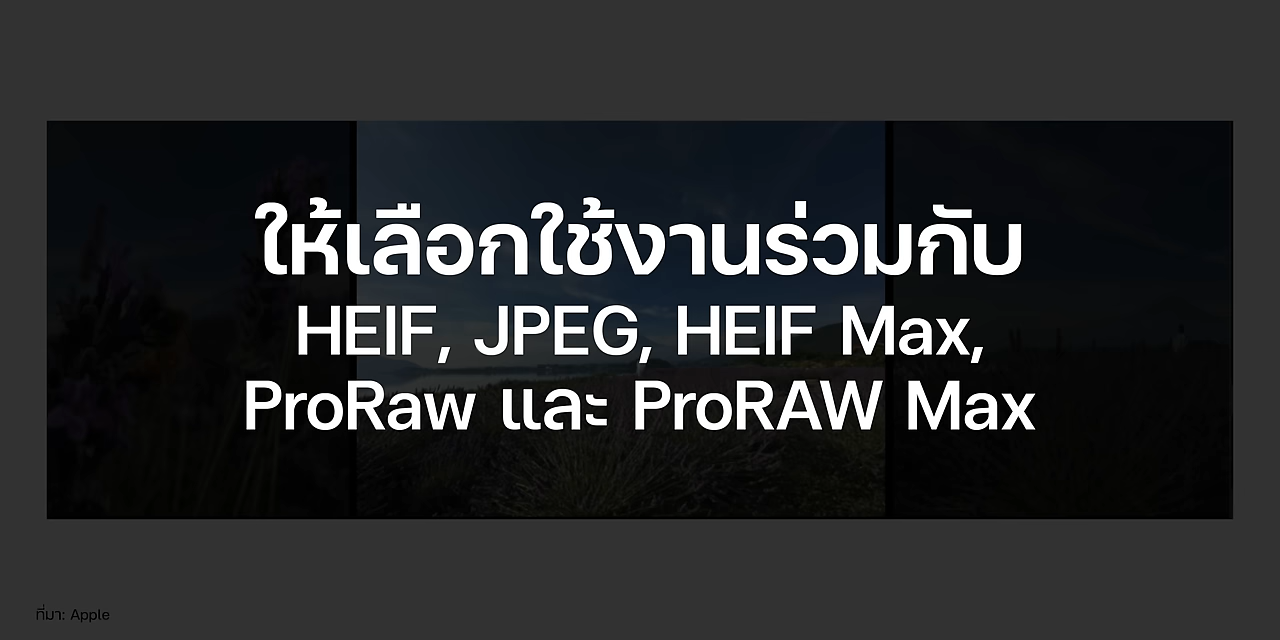 ให้เลือกใช้งานร่วมกับ
HEIF, JPEG, HEIF Max,
ProRaw และ ProRAW Max
ที่มา: Apple